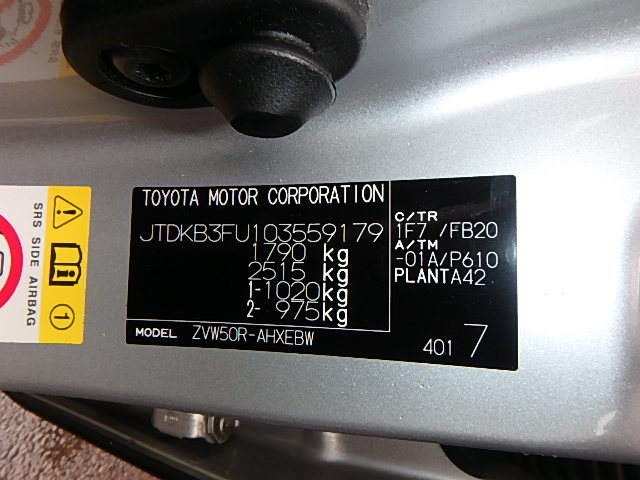 TOYOTA MOTOR CORPORATION
JTDKB3FU103559179
1790 kg
2515 kg
1-1020kg
2- 975kg
C/TR
1F7 /FB20
A/TM
-01A/P610
PLANTA42
MODEL ZVW50R-AHXEBW
401 7
SRS SIDE AIRBAG
1